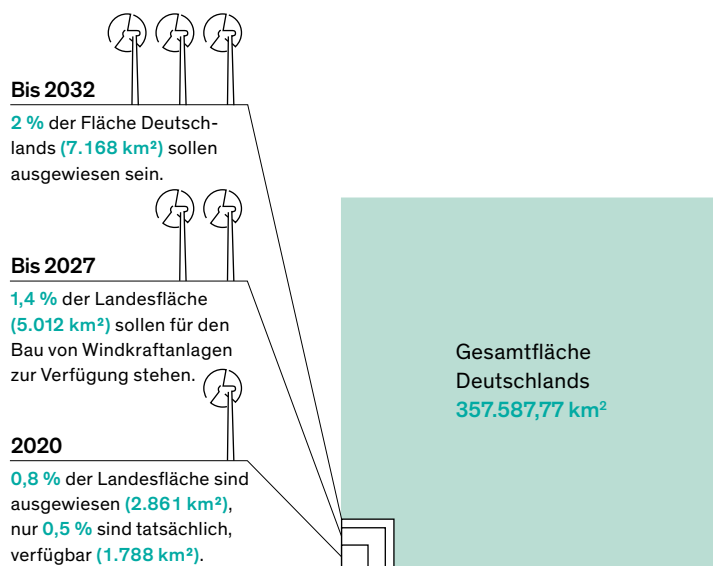 Bis 2032
2 % der Fläche Deutsch-
lands (7.168 km²) sollen
ausgewiesen sein.
Bis 2027
1,4 % der Landesfläche
(5.012 km²) sollen für den
Bau von Windkraftanlagen
zur Verfügung stehen.
2020
0,8 % der Landesfläche sind
ausgewiesen (2.861 km²),
nur 0,5 % sind tatsächlich,
verfügbar (1.788 km²).
Gesamtfläche
Deutschlands
357.587,77 km²